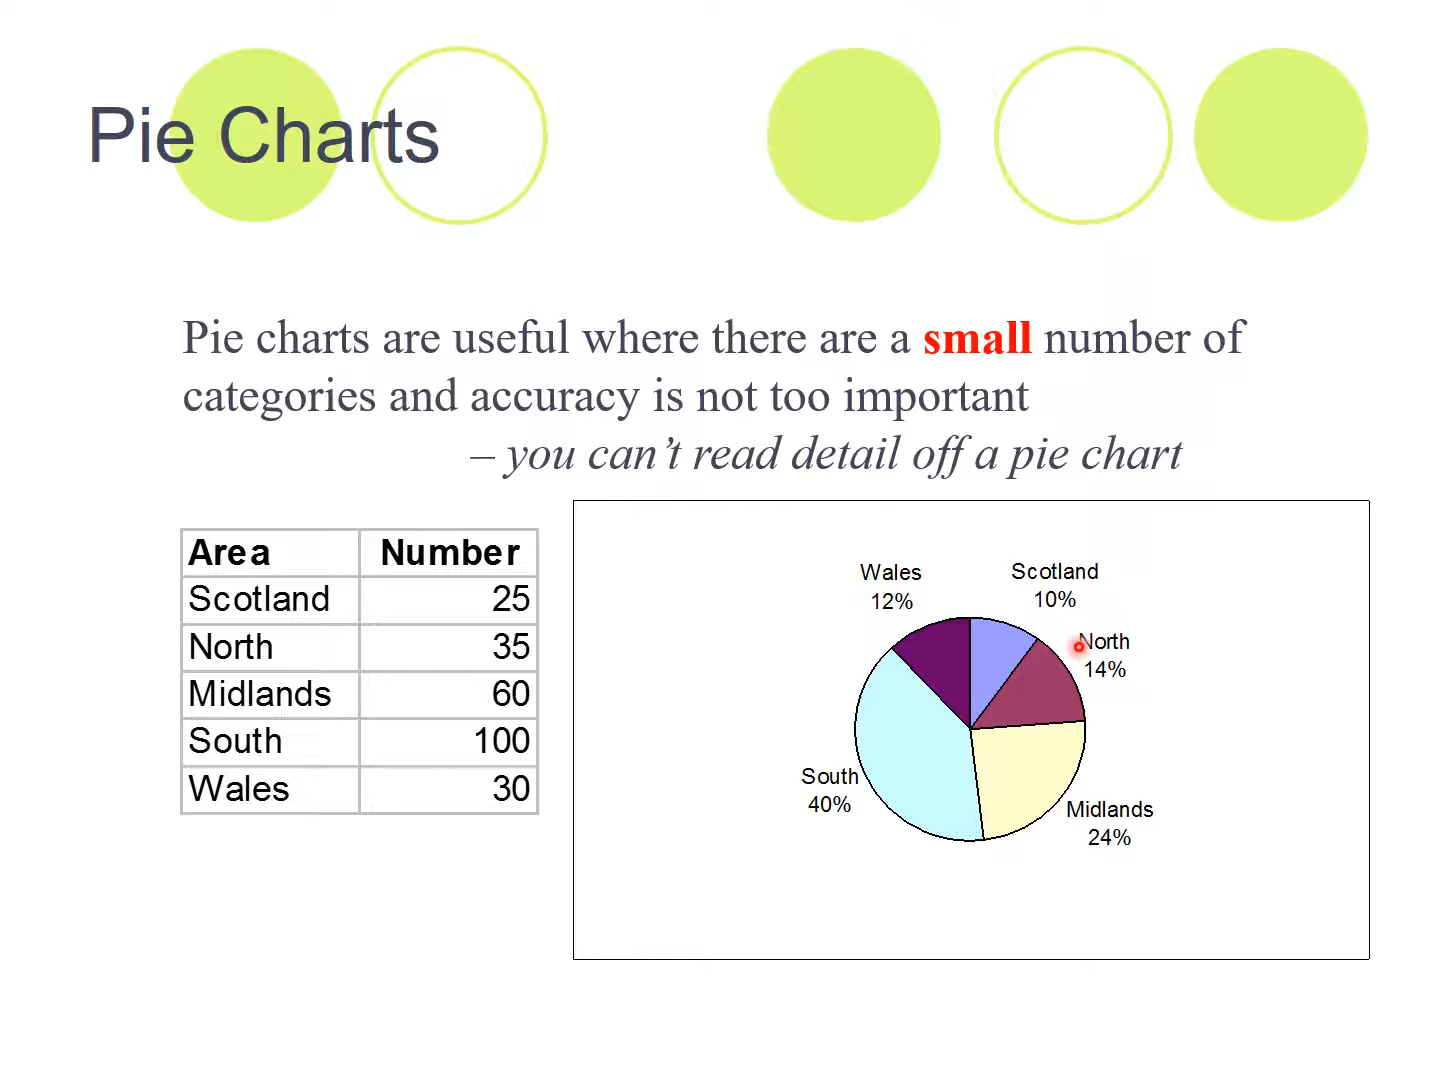 Pie Charts
Pie charts are useful where there are a small number of
categories and accuracy is not too important
– you can't read detail off a pie chart
Area Number
Scotland 25
North 35
Midlands 60
South 100
Wales 30
Wales
12%
Scotland
10%
North
14%
South
40%
Midlands
24%